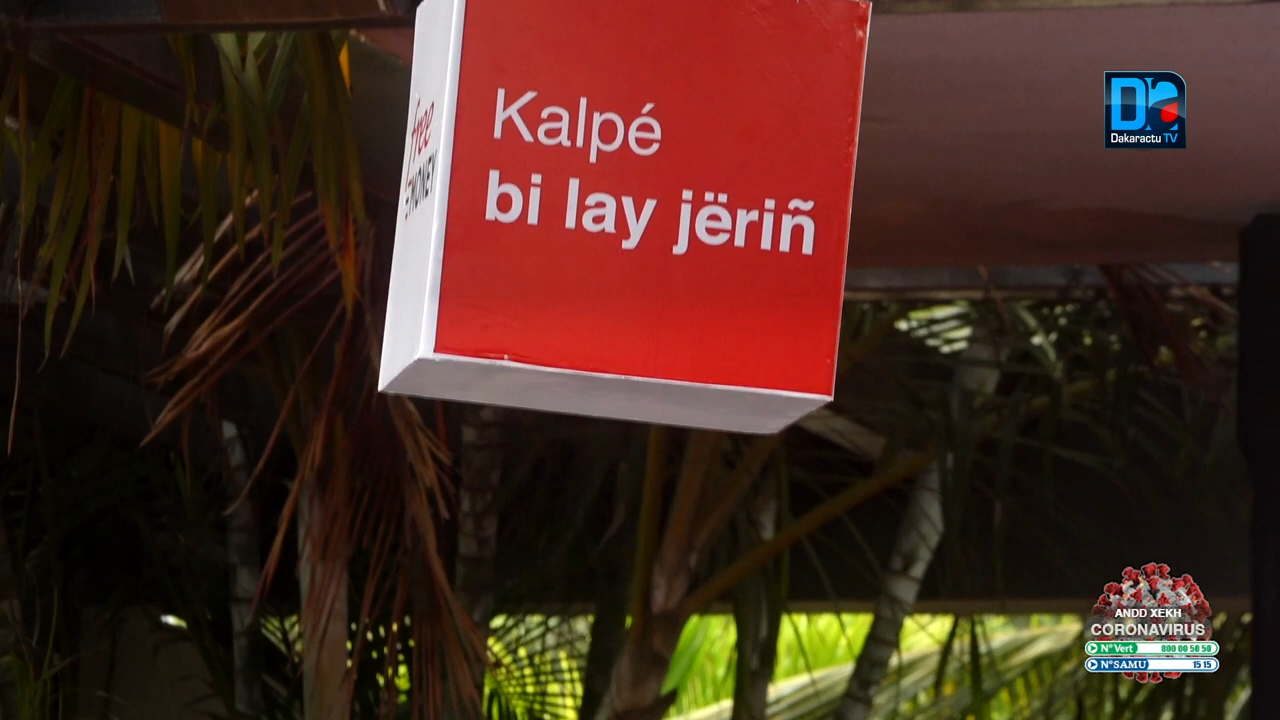 Kalpé
bi lay jëriñ
free
MONEY
Dakaractu TV
ANDD XEKH
CORONAVIRUS
N° Vert 800 00 50 50
N°SAMU 15 15